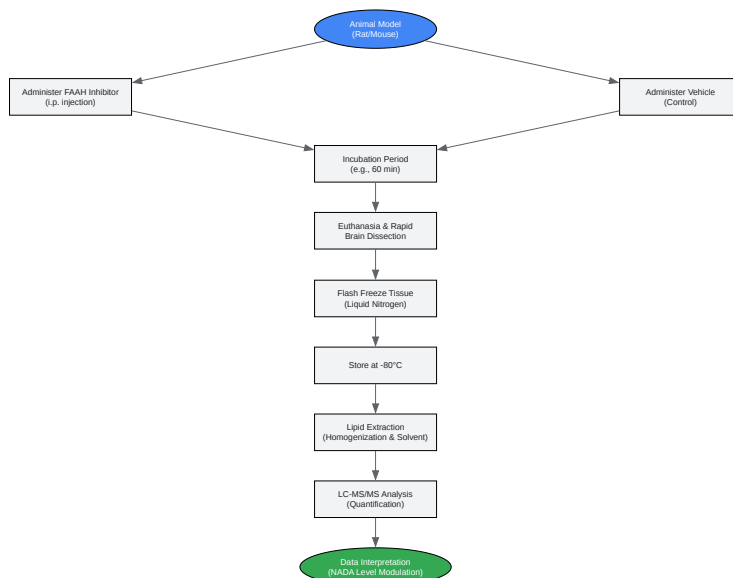 Animal Model
(Rat/Mouse)
Administer FAAH Inhibitor
(i.p. injection)
Administer Vehicle
(Control)
Incubation Period
(e.g., 60 min)
Euthanasia & Rapid
Brain Dissection
Flash Freeze Tissue
(Liquid Nitrogen)
Store at -80°C
Lipid Extraction
(Homogenization & Solvent)
LC-MS/MS Analysis
(Quantification)
Data Interpretation
(NADA Level Modulation)